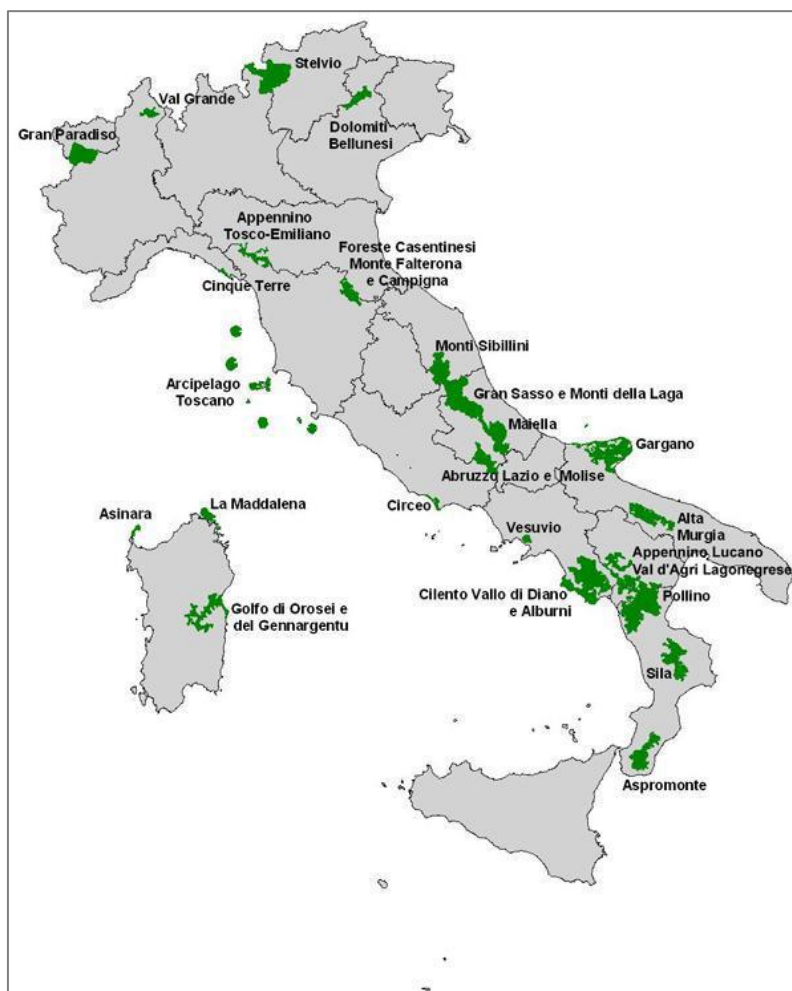 Stelvio
Val Grande
Gran Paradiso
Dolomiti
Bellunesi
Appennino
Tosco-Emiliano
Foreste Casentinesi
Monte Falterona
e Campigna
Cinque Terre
Monti Sibillini
Arcipelago
Toscano
Gran Sasso e Monti della Laga
Maiella
Gargano
Abruzzo Lazio e Molise
La Maddalena
Asinara
Circeo
Vesuvio
Alta
Murgia
Appennino Lucano
Val d'Agri Lagonegrese
Cilento Vallo di Diano
e Alburni
Pollino
Golfo di Orosei e
del Gennargentu
Sila
Aspromonte